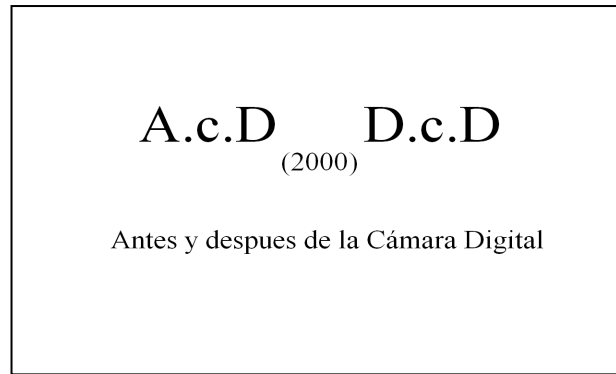 A.c.D (2000) D.c.D
Antes y despues de la Cámara Digital